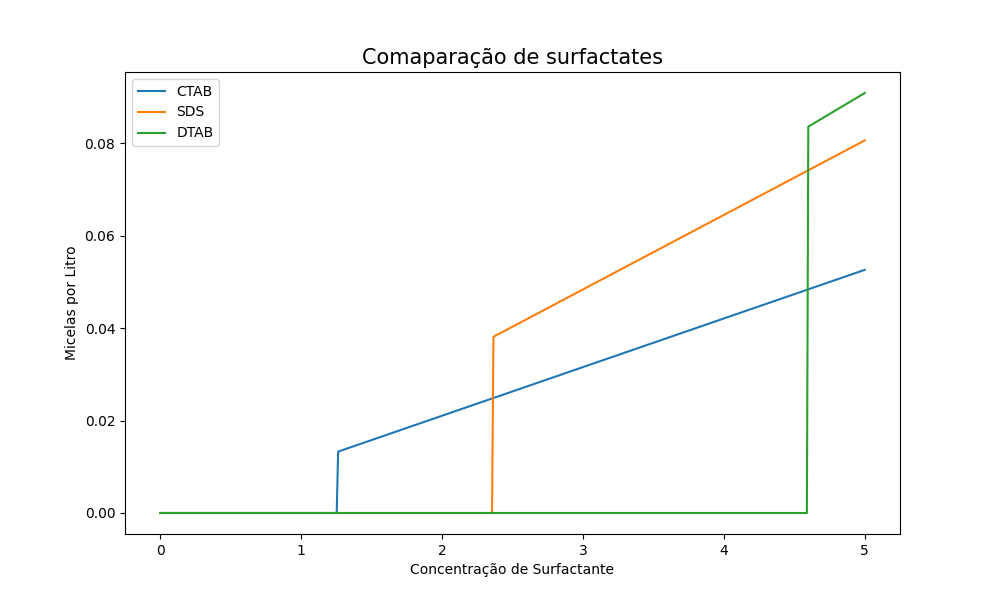 Comaparação de surfactates
CTAB
SDS
DTAB
0.08
0.06
0.04
0.02
0.00
Micelas por Litro
0 1 2 3 4 5
Concentração de Surfactante